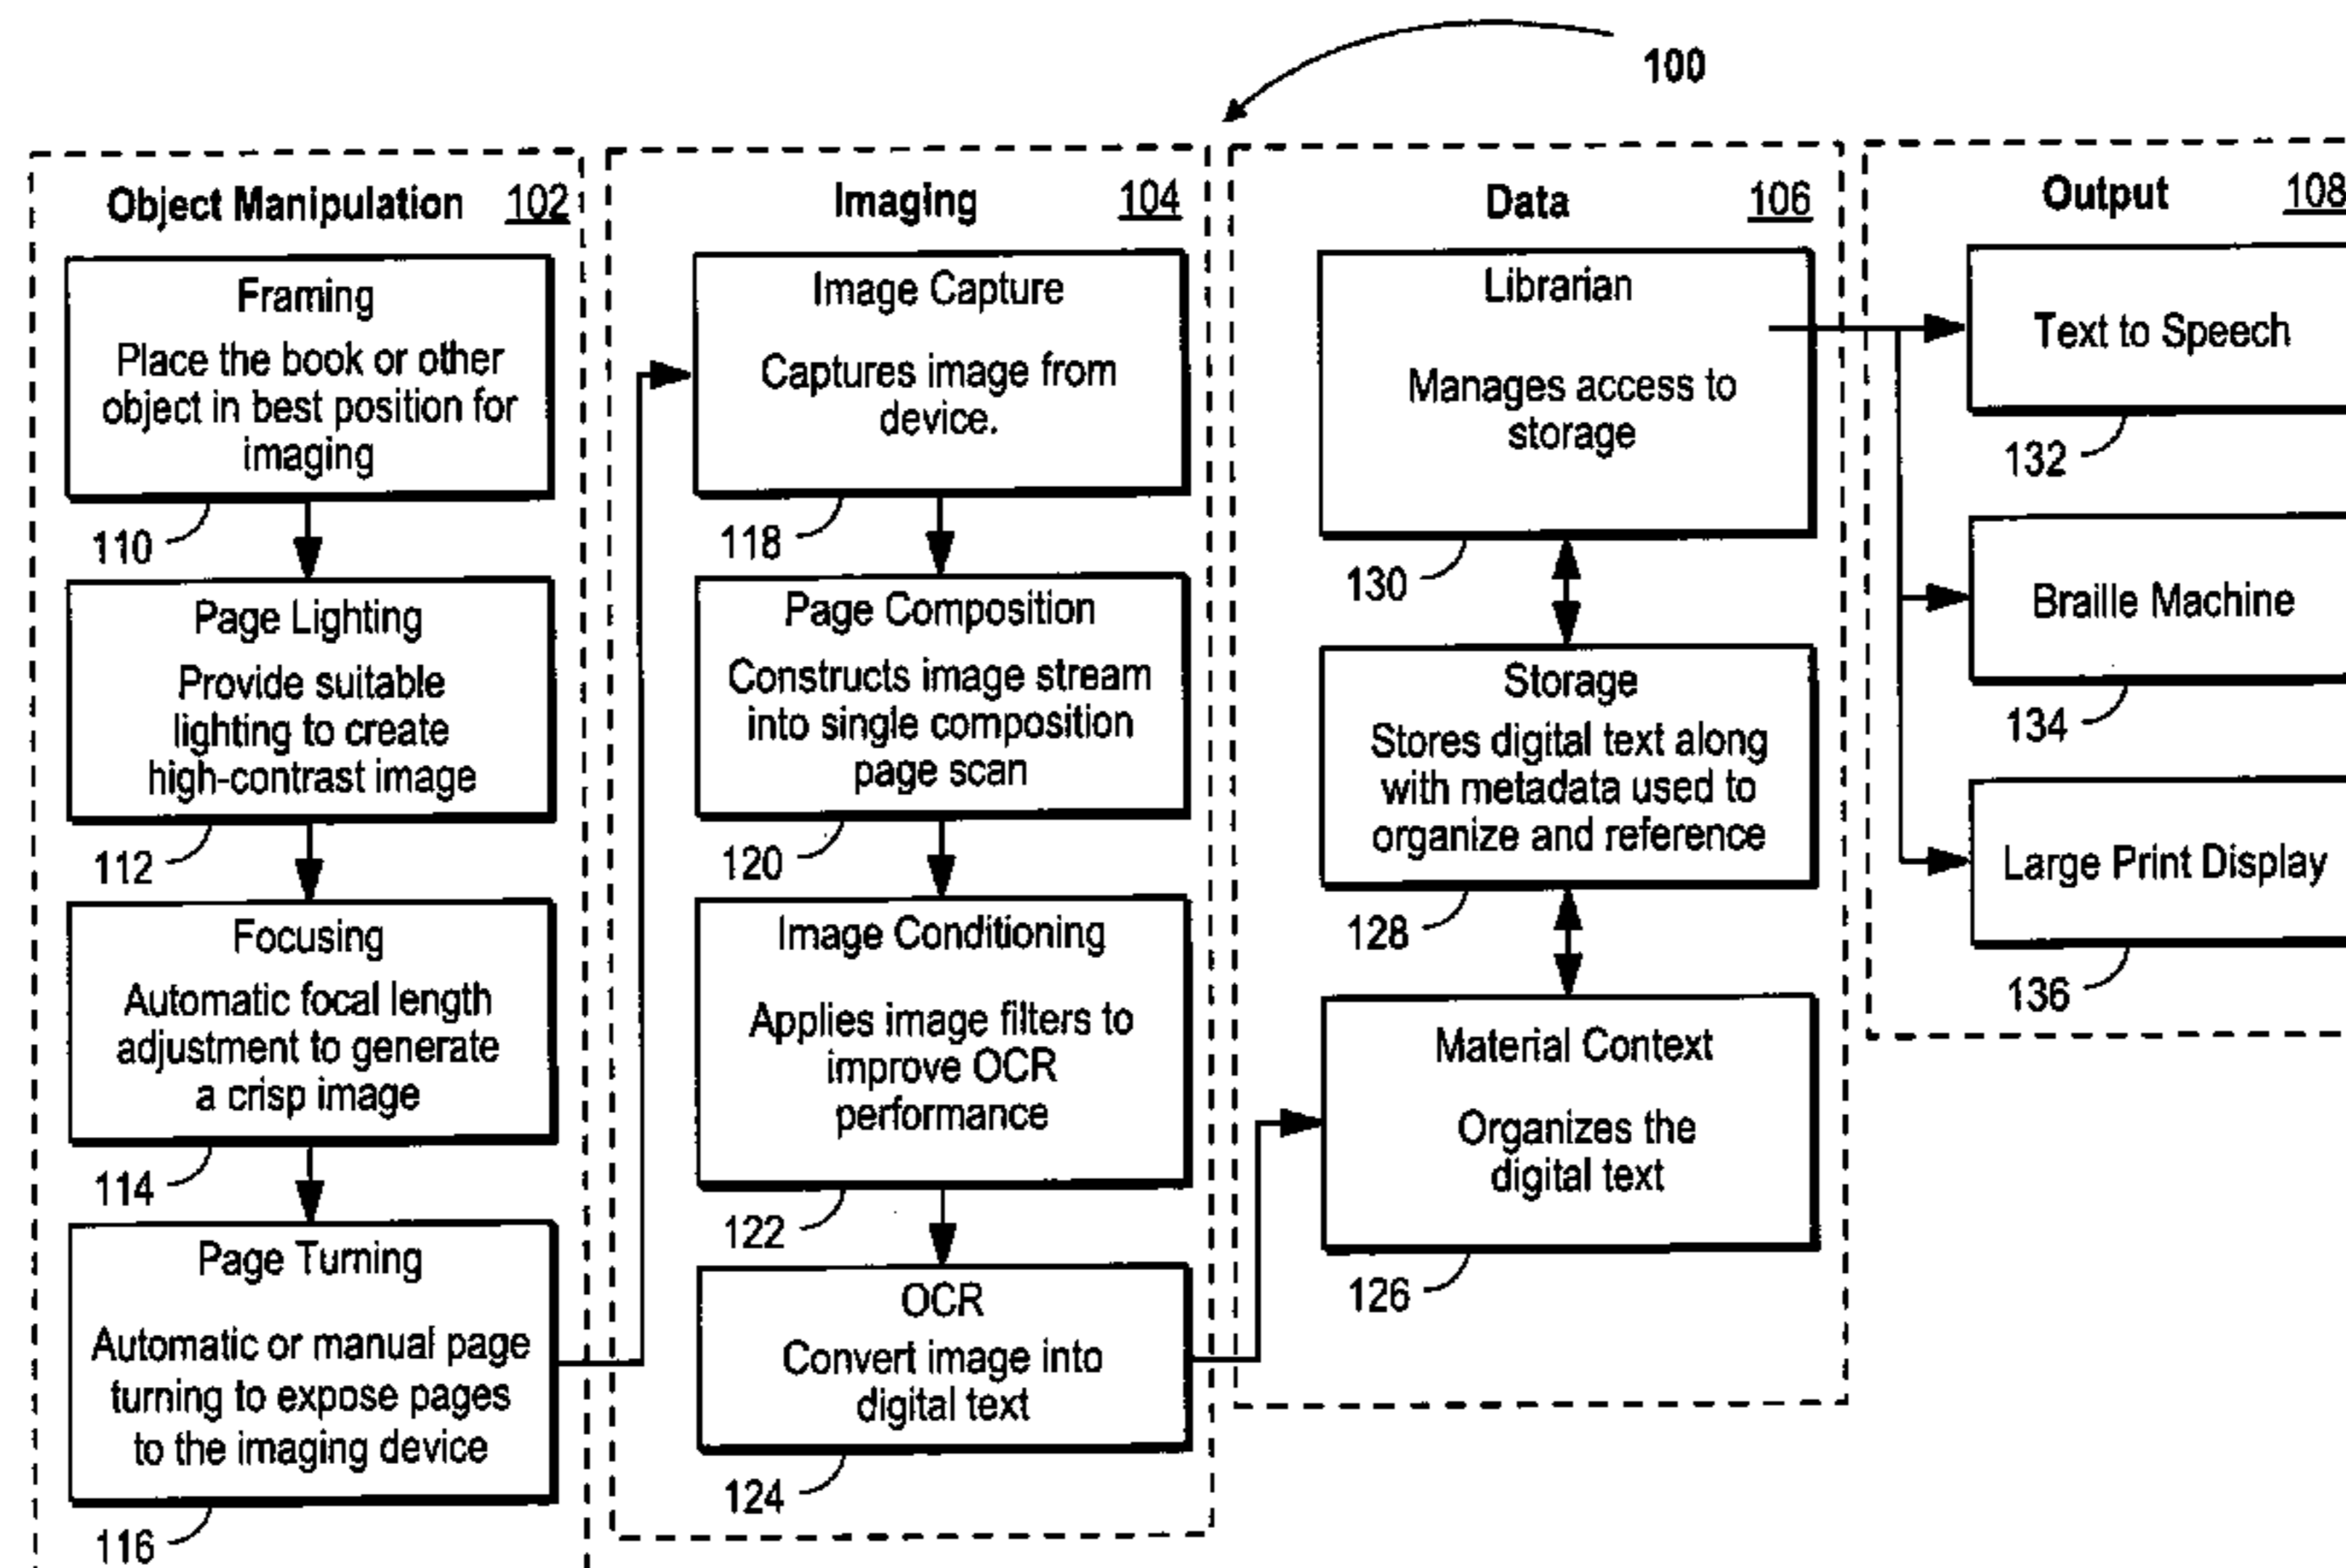 100
Object Manipulation 102
Framing
Place the book or other
object in best position for
imaging
110
Page Lighting
Provide suitable
lighting to create
high-contrast image
112
Focusing
Automatic focal length
adjustment to generate
a crisp image
114
Page Turning
Automatic or manual page
turning to expose pages
to the imaging device
116
Imaging 104
Image Capture
Captures image from
device.
118
Page Composition
Constructs image stream
into single composition
page scan
120
Image Conditioning
Applies image filters to
improve OCR
performance
122
OCR
Convert image into
digital text
124
Data 106
Librarian
Manages access to
storage
130
Storage
Stores digital text along
with metadata used to
organize and reference
128
Material Context
Organizes the
digital text
126
Output 108
Text to Speech
132
Braille Machine
134
Large Print Display
136